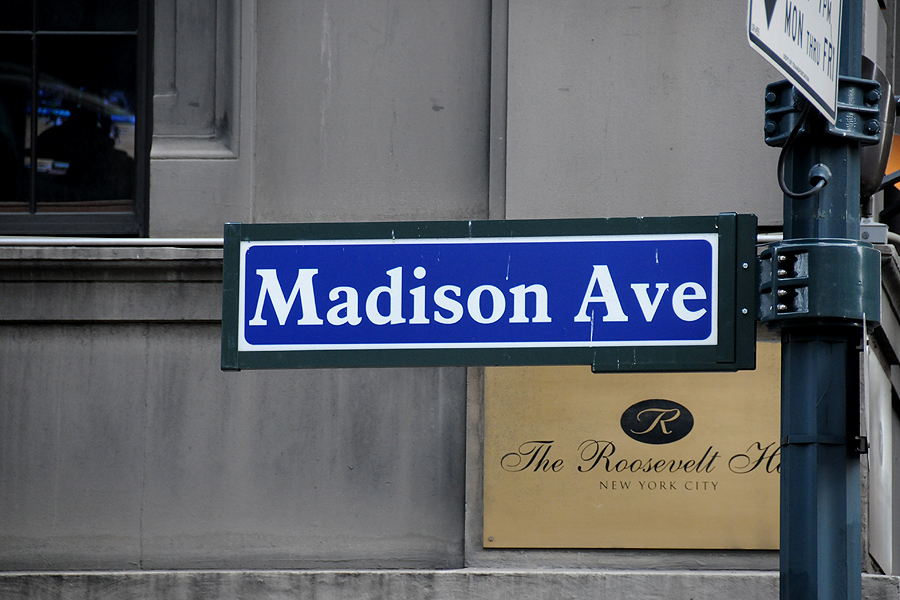 MON THRU FRI
Madison Ave
R
The Roosevelt
NEW YORK CITY